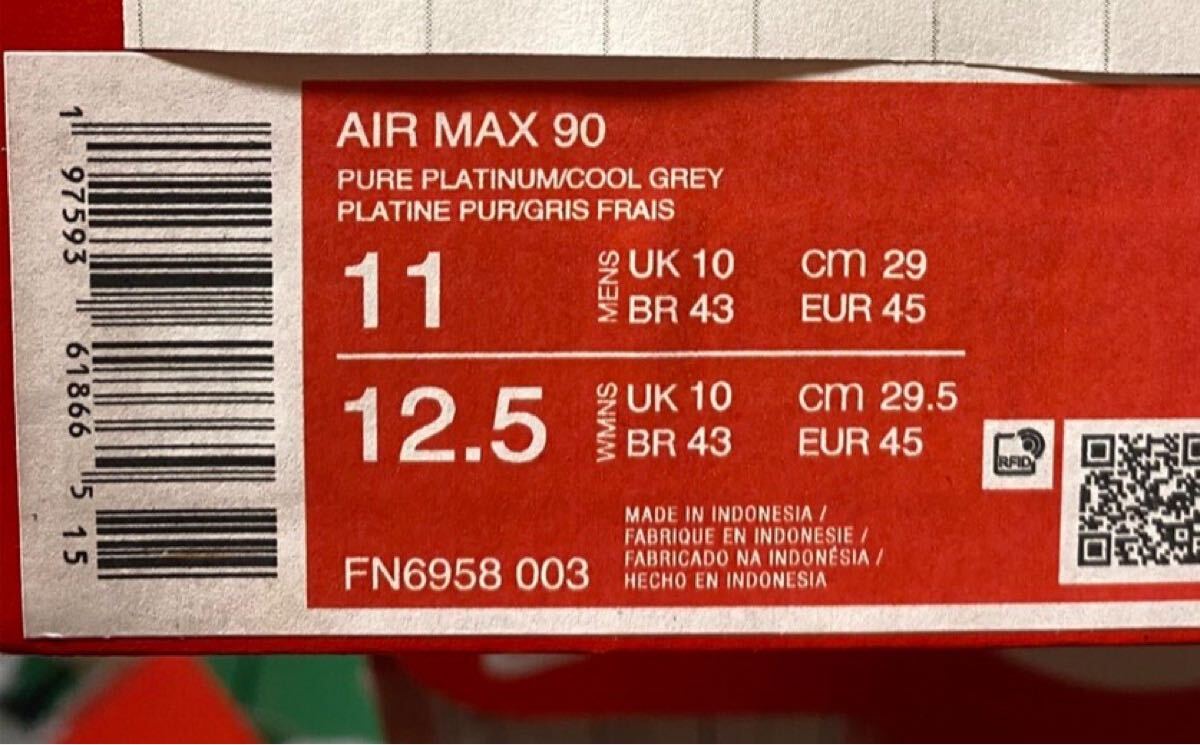 AIR MAX 90
PURE PLATINUM/COOL GREY
PLATINE PUR/GRIS FRAIS
11 MENS UK 10 cm 29
BR 43 EUR 45
12.5 WMNS UK 10 cm 29.5
BR 43 EUR 45
MADE IN INDONESIA /
FABRIQUE EN INDONESIE /
FABRICADO NA INDONÉSIA /
HECHO EN INDONESIA
FN6958 003
RFID
1 97593 61866 5 15